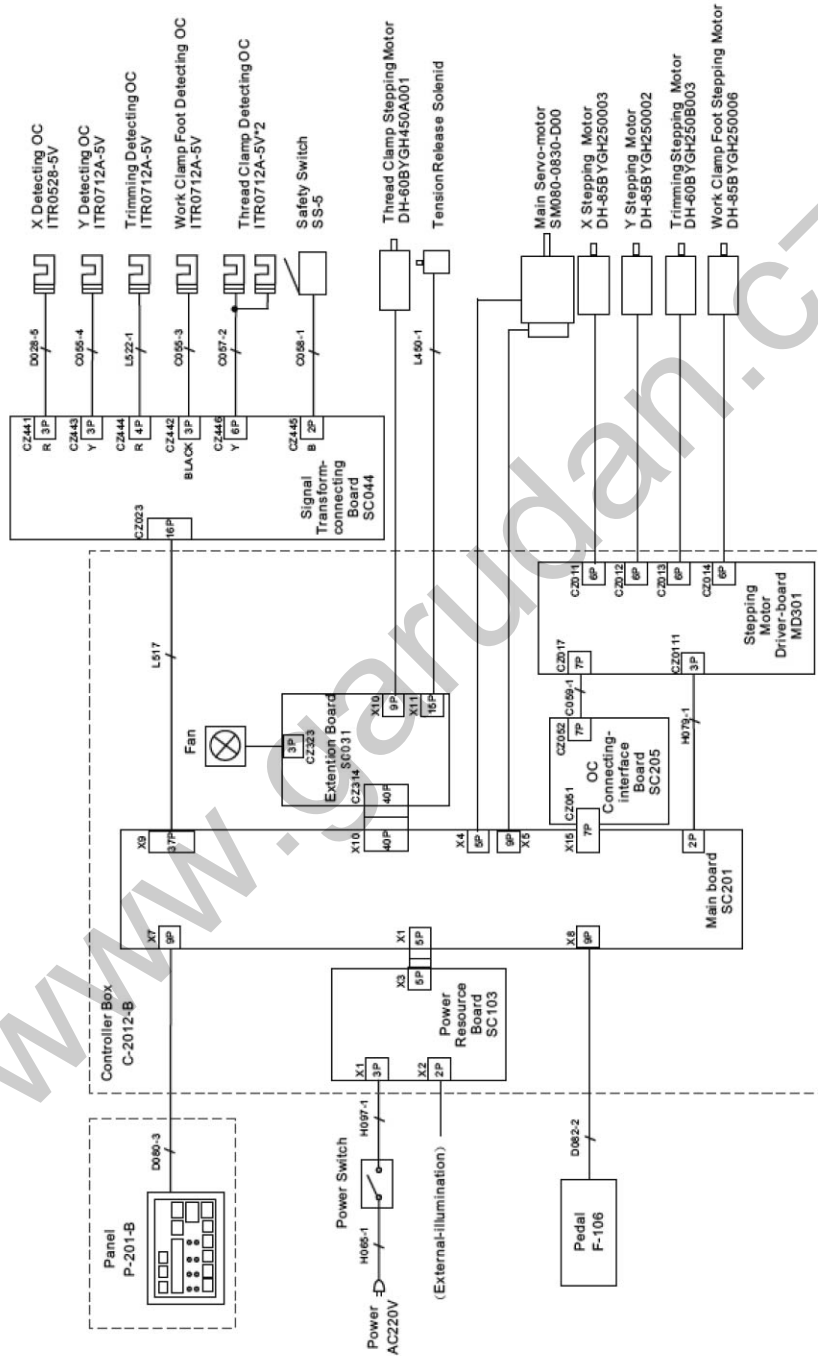 X Detecting OC
ITR0528-5V
Y Detecting OC
ITR0712A-5V
Trimming Detecting OC
ITR0712A-5V
Work Clamp Foot Detecting OC
ITR0712A-5V
Thread Clamp Detecting OC
ITR0712A-5V*2
Safety Switch
SS-5
Thread Clamp Stepping Motor
DH-60BYGH450A001
Tension Release Solenid
Main Servo-motor
SM080-0830-D00
X Stepping Motor
DH-85BYGH250003
Y Stepping Motor
DH-85BYGH250002
Trimming Stepping Motor
DH-60BYGH250B003
Work Clamp Foot Stepping Motor
DH-85BYGH250006
D028-5
C055-4
L522-1
C055-3
C057-2
C058-1
L450-1
CZ441
R
3P
CZ443
Y
3P
CZ444
R
4P
CZ442
BLACK
3P
CZ446
Y
6P
CZ445
B
2P
CZ023
16P
Signal
Transform-
connecting
Board
SC044
L517
Fan
3P
CZ323
Extention Board
SC031
CZ314
40P
X10
9P
X11
15P
CZ011
6P
CZ012
6P
CZ013
6P
CZ014
6P
CZ017
7P
CZ0111
3P
Stepping
Motor
Driver-board
MD301
C059-1
H079-1
CZ052
7P
CZ051
7P
OC
Connecting-
interface
Board
SC205
X9
37P
X10
40P
X4
5P
9P
X5
X15
2P
X7
9P
X1
5P
X8
9P
Main board
SC201
Controller Box
C-2012-B
X3
5P
Power
Resource
Board
SC103
X1
3P
X2
2P
D080-3
H097-1
Power Switch
H065-1
(External-illumination)
D082-2
Panel
P-201-B
Power
AC220V
Pedal
F-106
www.garudan.cz